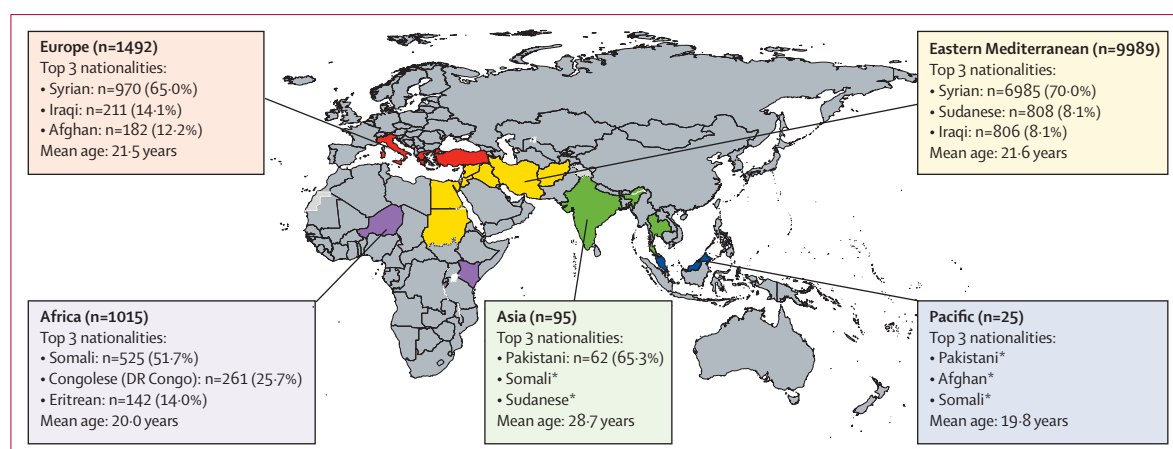 Europe (n=1492)
Top 3 nationalities:
• Syrian: n=970 (65·0%)
• Iraqi: n=211 (14·1%)
• Afghan: n=182 (12·2%)
Mean age: 21·5 years
Eastern Mediterranean (n=9989)
Top 3 nationalities:
• Syrian: n=6985 (70·0%)
• Sudanese: n=808 (8·1%)
• Iraqi: n=806 (8·1%)
Mean age: 21·6 years
Africa (n=1015)
Top 3 nationalities:
• Somali: n=525 (51·7%)
• Congolese (DR Congo): n=261 (25·7%)
• Eritrean: n=142 (14·0%)
Mean age: 20·0 years
Asia (n=95)
Top 3 nationalities:
• Pakistani: n=62 (65·3%)
• Somali*
• Sudanese*
Mean age: 28·7 years
Pacific (n=25)
Top 3 nationalities:
• Pakistani*
• Afghan*
• Somali*
Mean age: 19·8 years